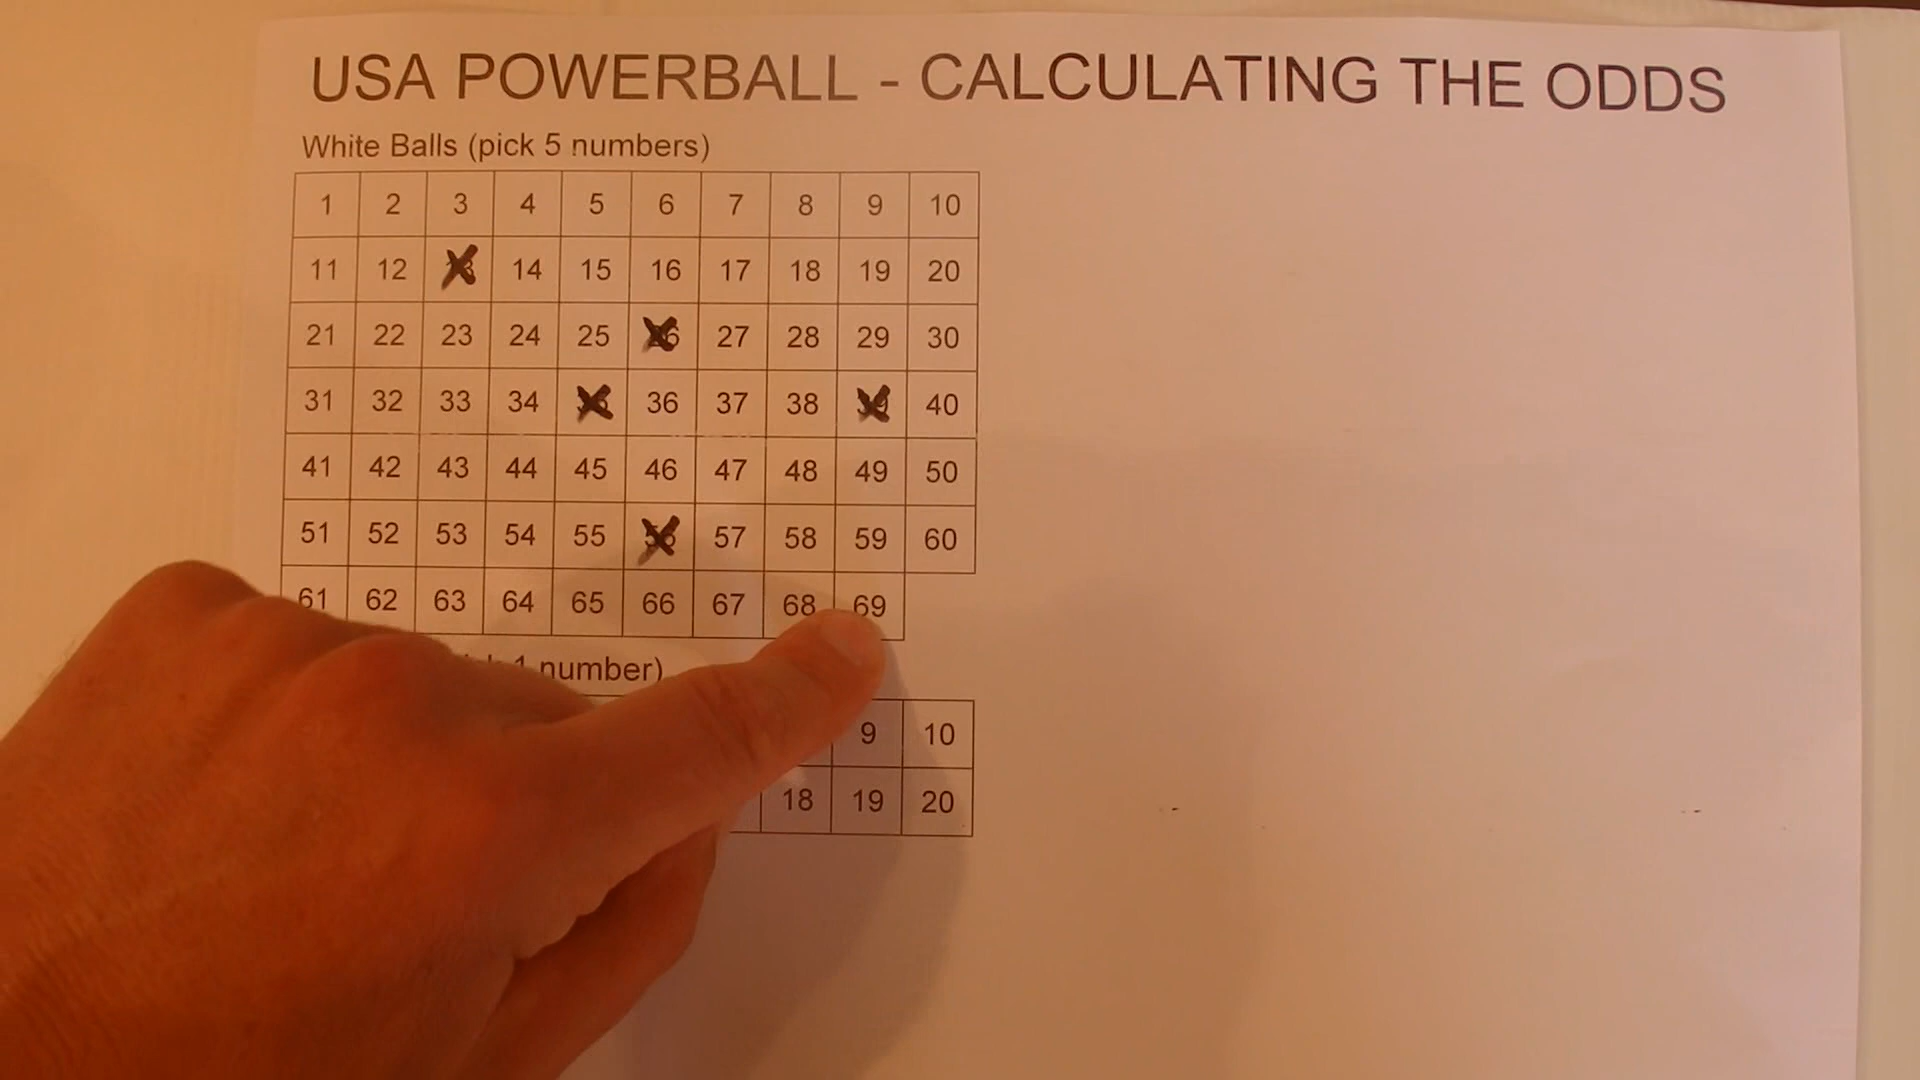 USA POWERBALL - CALCULATING THE ODDS
White Balls (pick 5 numbers)
1 2 3 4 5 6 7 8 9 10
11 12 14 15 16 17 18 19 20
21 22 23 24 25 27 28 29 30
31 32 33 34 36 37 38 40
41 42 43 44 45 46 47 48 49 50
51 52 53 54 55 57 58 59 60
61 62 63 64 65 66 67 68 69
1 number)
9 10
18 19 20